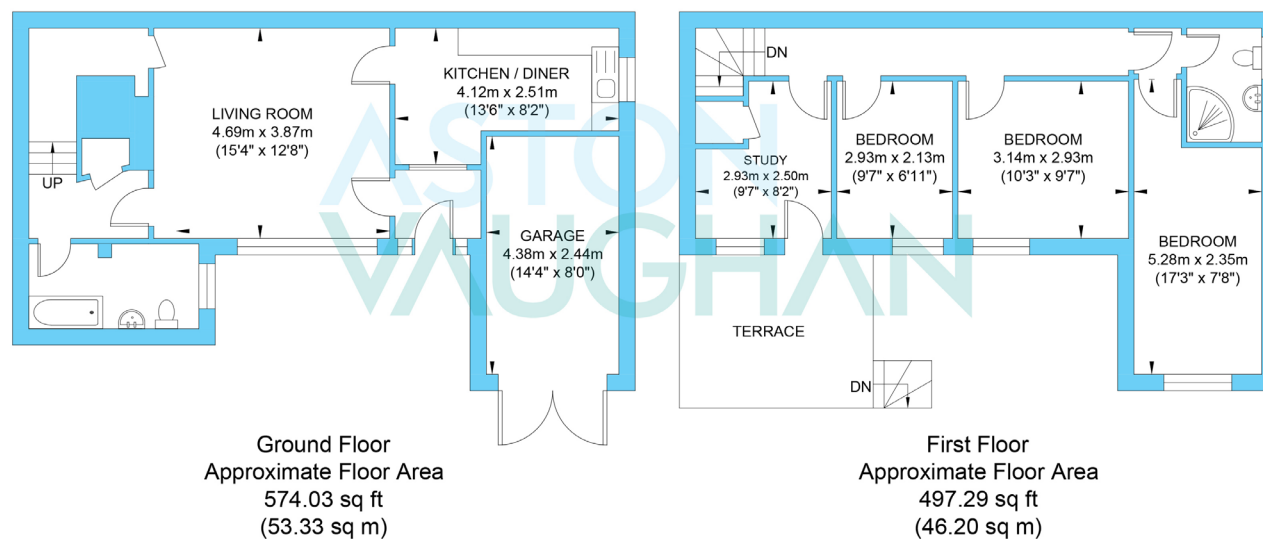 KITCHEN / DINER
4.12m x 2.51m
(13'6" x 8'2")
LIVING ROOM
4.69m x 3.87m
(15'4" x 12'8")
UP
GARAGE
4.38m x 2.44m
(14'4" x 8'0")
DN
STUDY
2.93m x 2.50m
(9'7" x 8'2")
BEDROOM
2.93m x 2.13m
(9'7" x 6'11")
BEDROOM
3.14m x 2.93m
(10'3" x 9'7")
BEDROOM
5.28m x 2.35m
(17'3" x 7'8")
TERRACE
DN
ASTON
VAUGHAN
Ground Floor
Approximate Floor Area
574.03 sq ft
(53.33 sq m)
First Floor
Approximate Floor Area
497.29 sq ft
(46.20 sq m)